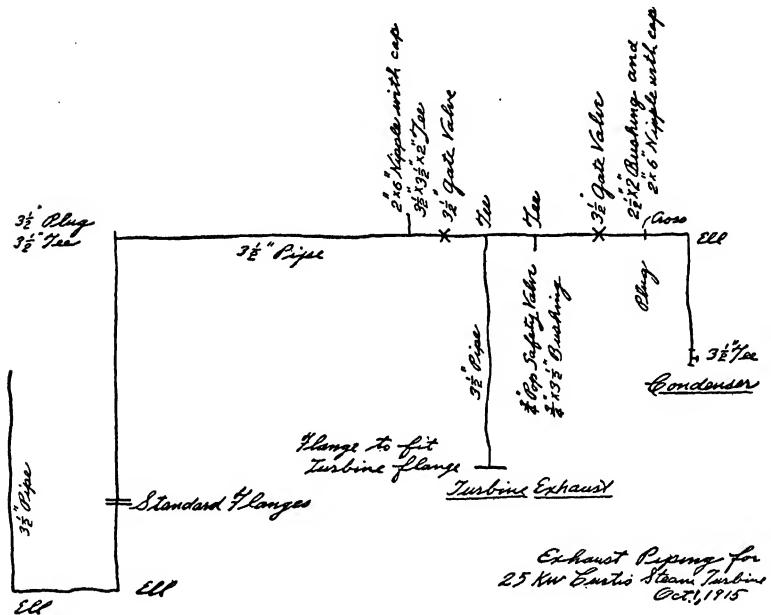 2"x6" Nipple with cap
3½"x3½"x2" Tee
3½" Gate Valve
Tee
Tee
3½" Gate Valve
2½"x2" Bushing and
2"x6" Nipple with cap
Cross
3½" Plug
3½" Tee
3½" Pipe
Ell
Plug
3½" Pipe
¾" Pop Safety Valve
¾"x3½" Bushing
3½" Tee
Condenser
Flange to fit
Turbine flange
Turbine Exhaust
3½" Pipe
Standard Flanges
Ell
Ell
Exhaust Piping for
25 KW Curtis Steam Turbine
Oct. 1, 1915